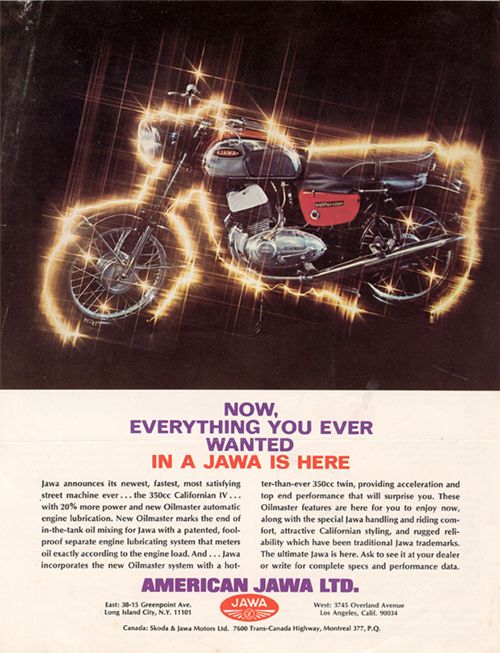 JAWA
californian
NOW,
EVERYTHING YOU EVER
WANTED
IN A JAWA IS HERE
Jawa announces its newest, fastest, most satisfying
street machine ever . . . the 350cc Californian IV . . .
with 20% more power and new Oilmaster automatic
engine lubrication. New Oilmaster marks the end of
in-the-tank oil mixing for Jawa with a patented, fool-
proof separate engine lubricating system that meters
oil exactly according to the engine load. And . . . Jawa
incorporates the new Oilmaster system with a hot-
ter-than-ever 350cc twin, providing acceleration and
top end performance that will surprise you. These
Oilmaster features are here for you to enjoy now,
along with the special Jawa handling and riding com-
fort, attractive Californian styling, and rugged reli-
ability which have been traditional Jawa trademarks.
The ultimate Jawa is here. Ask to see it at your dealer
or write for complete specs and performance data.
AMERICAN JAWA LTD.
East: 38-15 Greenpoint Ave.
Long Island City, N.Y. 11101
JAWA
West: 3745 Overland Avenue
Los Angeles, Calif. 90034
Canada: Skoda & Jawa Motors Ltd. 7600 Trans-Canada Highway, Montreal 377, P.Q.